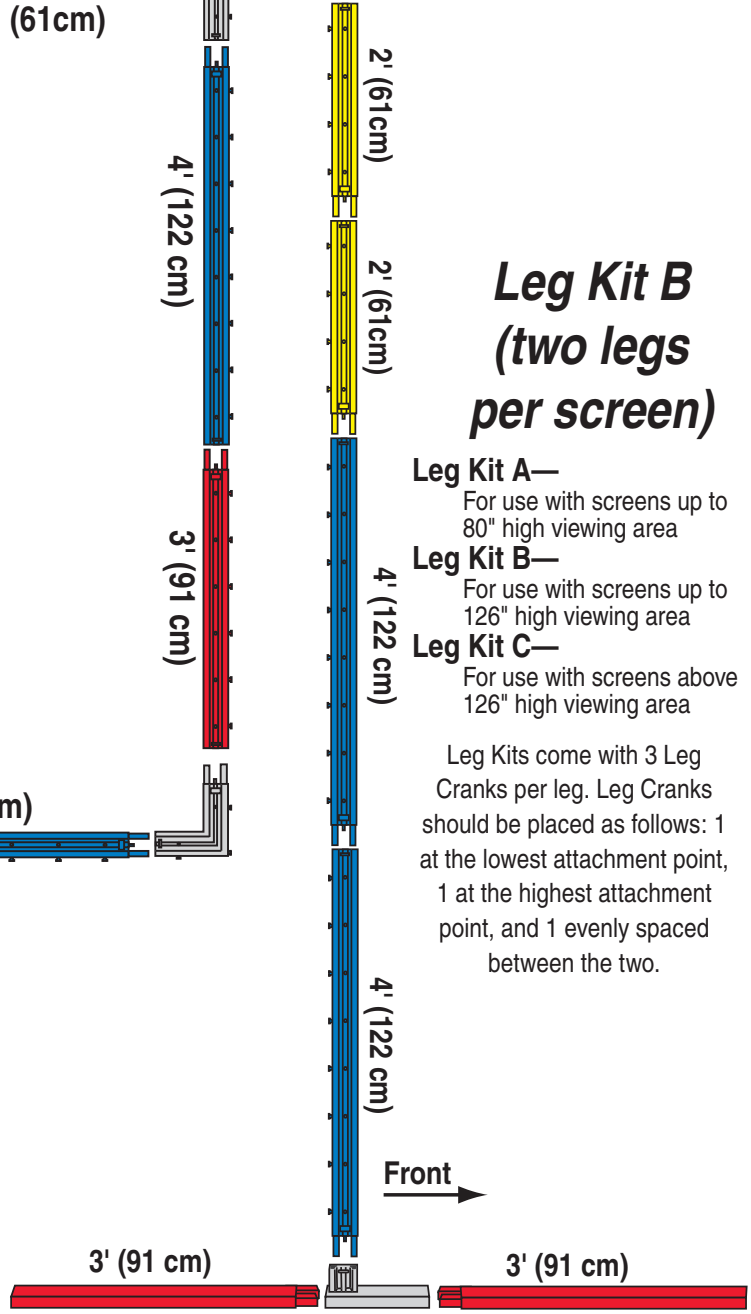 (61cm)
2' (61cm)
4' (122 cm)
2' (61cm)
Leg Kit B
(two legs
per screen)
Leg Kit A—
For use with screens up to
80" high viewing area
Leg Kit B—
For use with screens up to
126" high viewing area
Leg Kit C—
For use with screens above
126" high viewing area
3' (91 cm)
4' (122 cm)
Leg Kits come with 3 Leg
Cranks per leg. Leg Cranks
should be placed as follows: 1
at the lowest attachment point,
1 at the highest attachment
point, and 1 evenly spaced
between the two.
m)
4' (122 cm)
Front
3' (91 cm)
3' (91 cm)